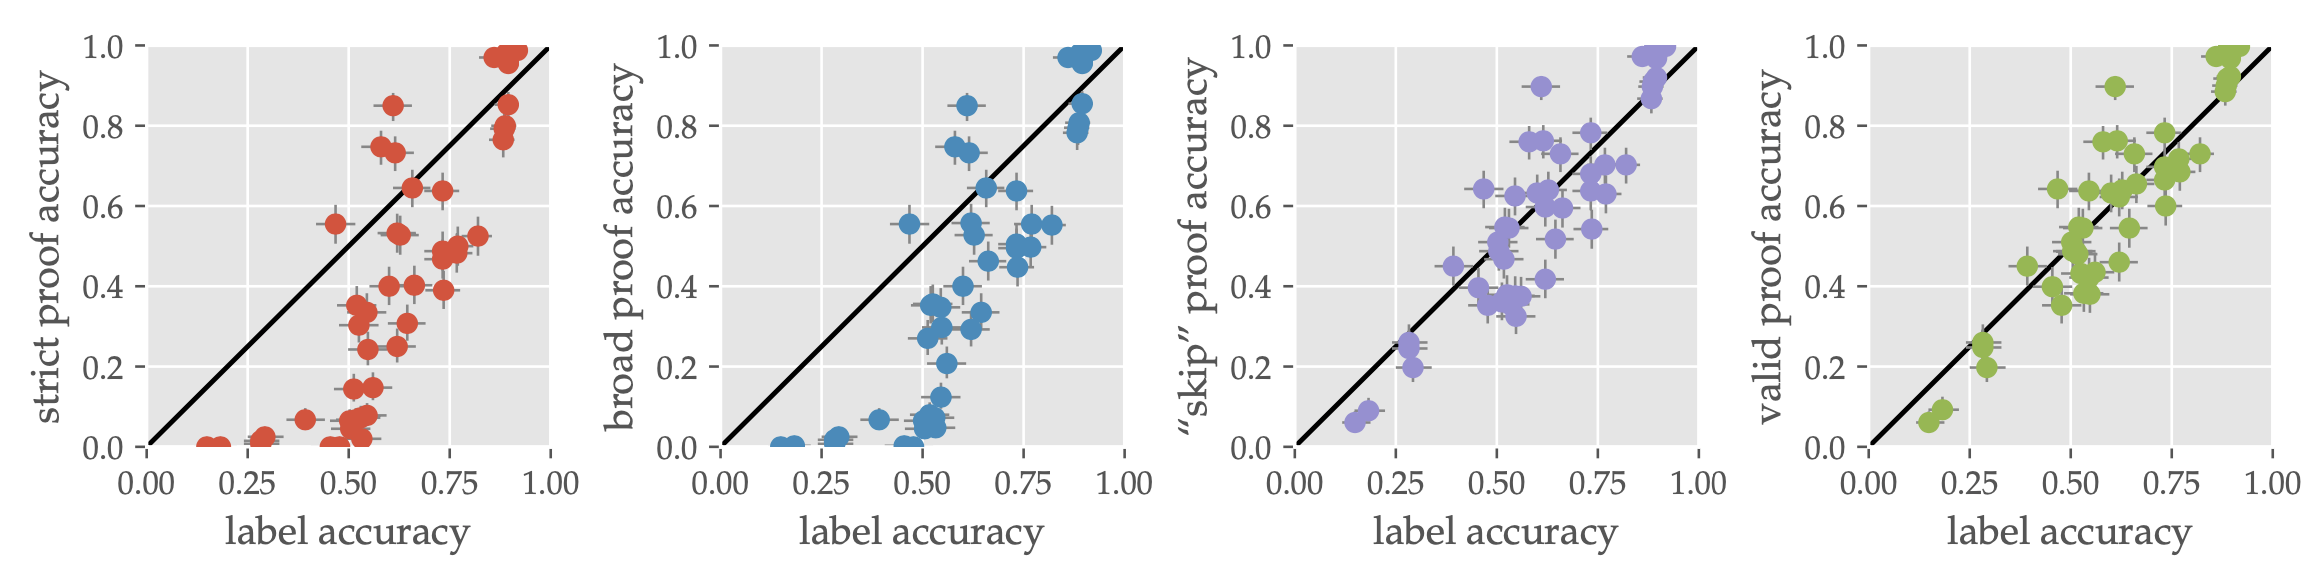 strict proof accuracy
1.0
0.8
0.6
0.4
0.2
0.0
0.00 0.25 0.50 0.75 1.00
label accuracy
broad proof accuracy
1.0
0.8
0.6
0.4
0.2
0.0
0.00 0.25 0.50 0.75 1.00
label accuracy
“skip” proof accuracy
1.0
0.8
0.6
0.4
0.2
0.0
0.00 0.25 0.50 0.75 1.00
label accuracy
valid proof accuracy
1.0
0.8
0.6
0.4
0.2
0.0
0.00 0.25 0.50 0.75 1.00
label accuracy